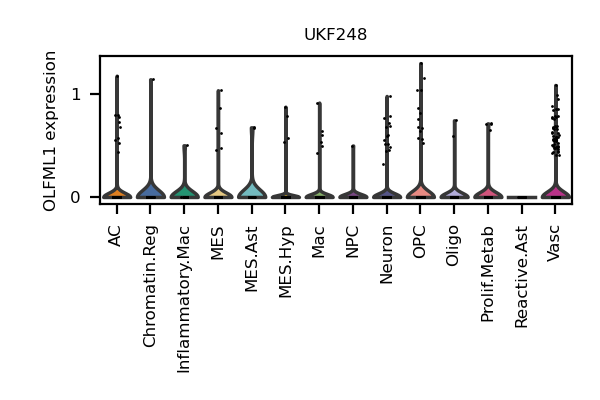 UKF248
OLFML1 expression
1
0
AC
Chromatin.Reg
Inflammatory.Mac
MES
MES.Ast
MES.Hyp
Mac
NPC
Neuron
OPC
Oligo
Prolif.Metab
Reactive.Ast
Vasc